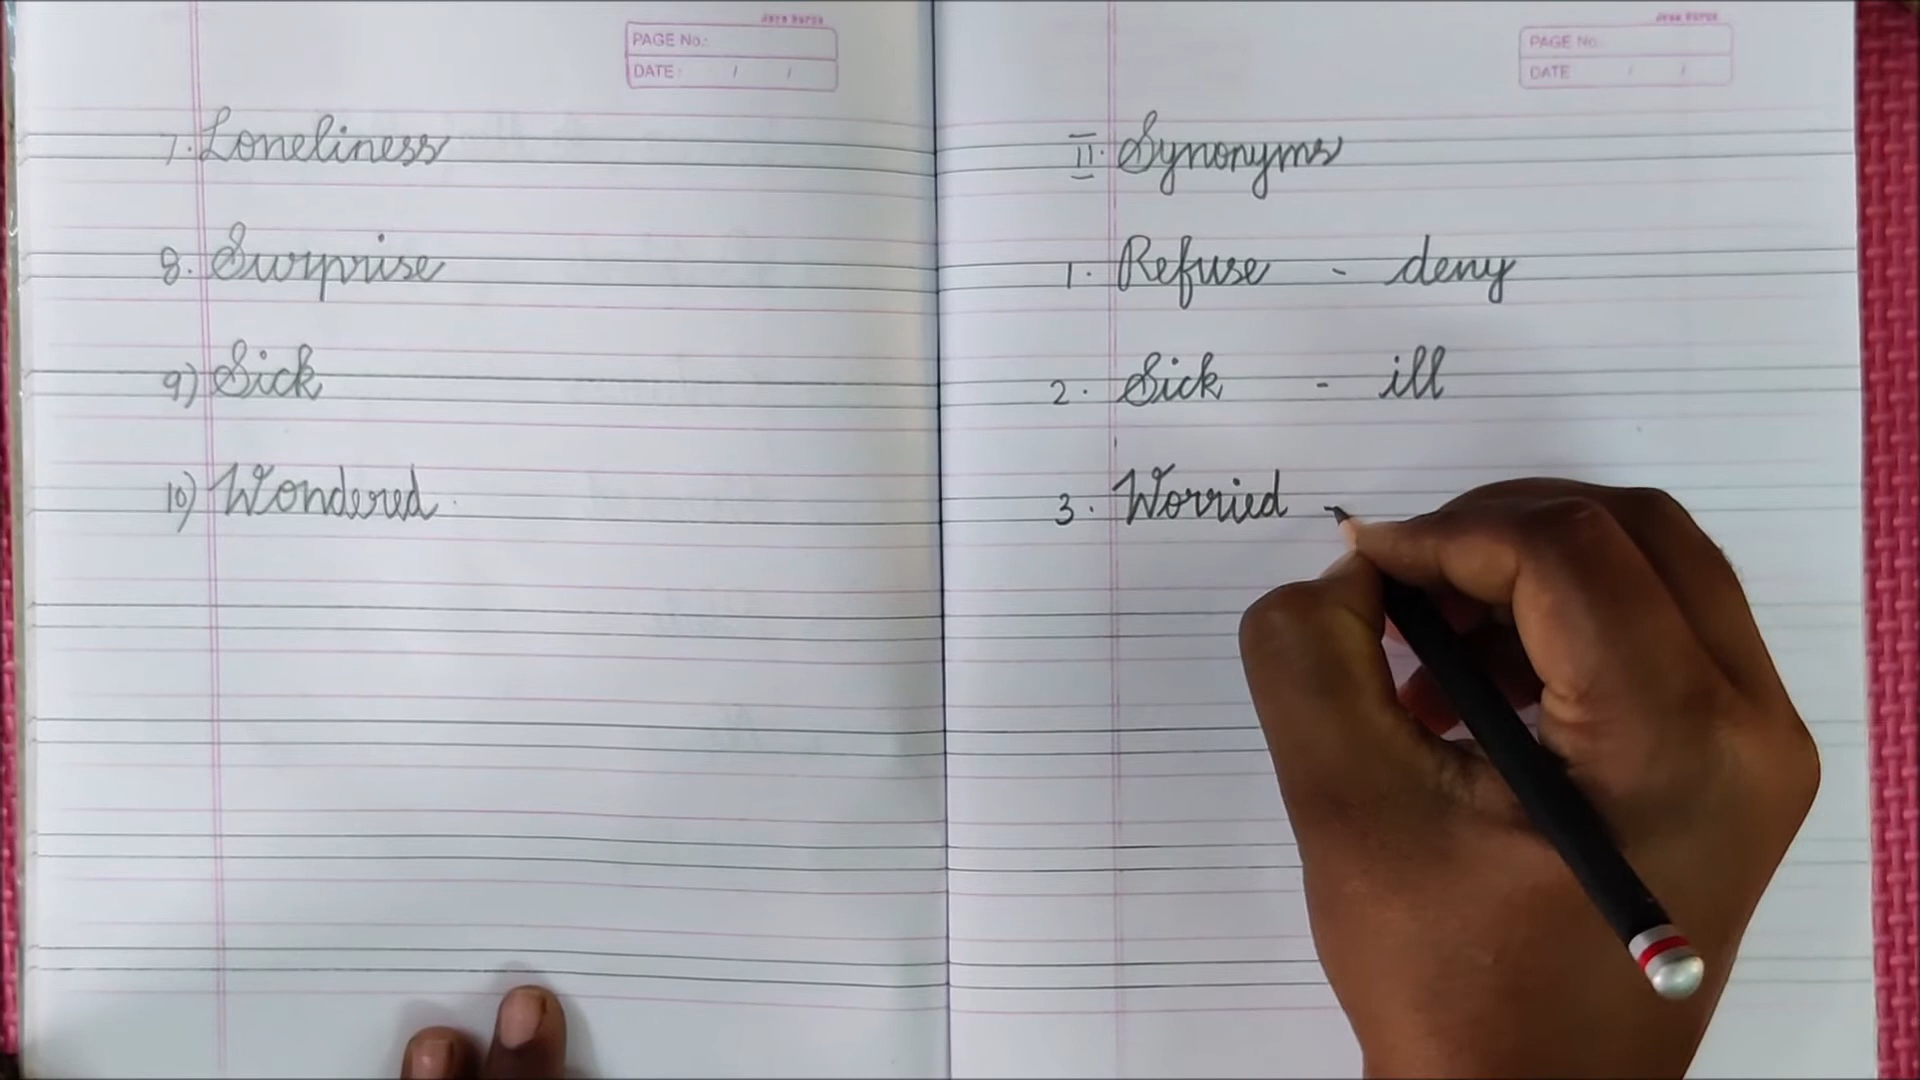 PAGE No.:
DATE: / /
7. Loneliness
8. Surprise
9) Sick
10) Wondered.
PAGE No.
DATE / /
II. Synonyms
1. Refuse - deny
2. Sick - ill
3. Worried -